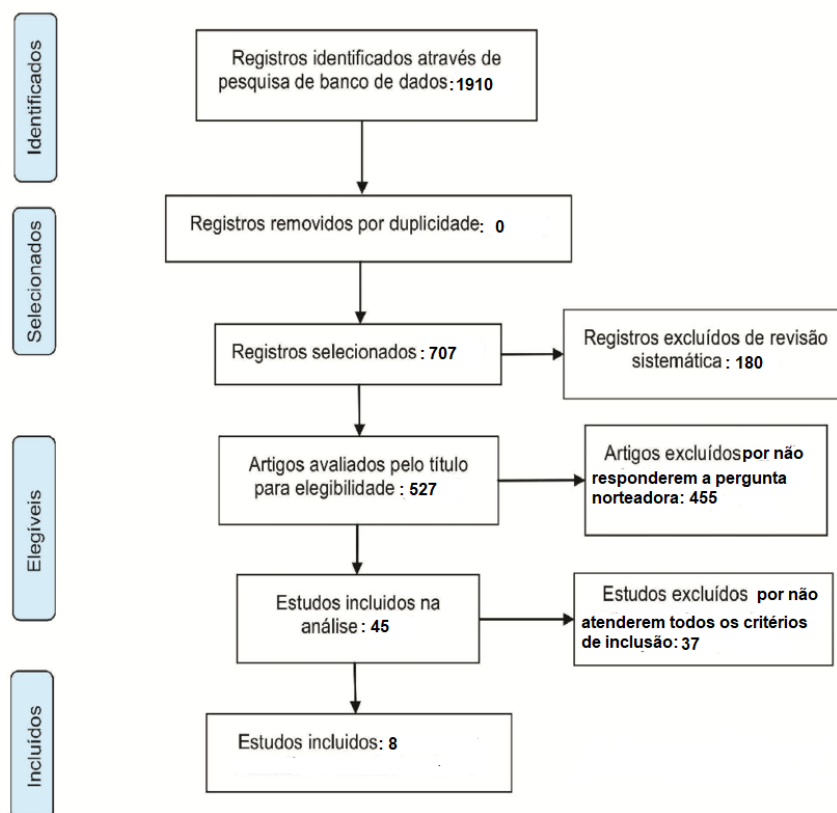 Identificados
Registros identificados através de
pesquisa de banco de dados: 1910
Selecionados
Registros removidos por duplicidade: 0
Registros selecionados: 707
Registros excluídos de revisão
sistemática : 180
Elegíveis
Artigos avaliados pelo título
para elegibilidade : 527
Artigos excluídos por não
responderem a pergunta
norteadora: 455
Estudos incluidos na
análise : 45
Estudos excluídos por não
atenderem todos os critérios
de inclusão: 37
Incluídos
Estudos incluidos: 8